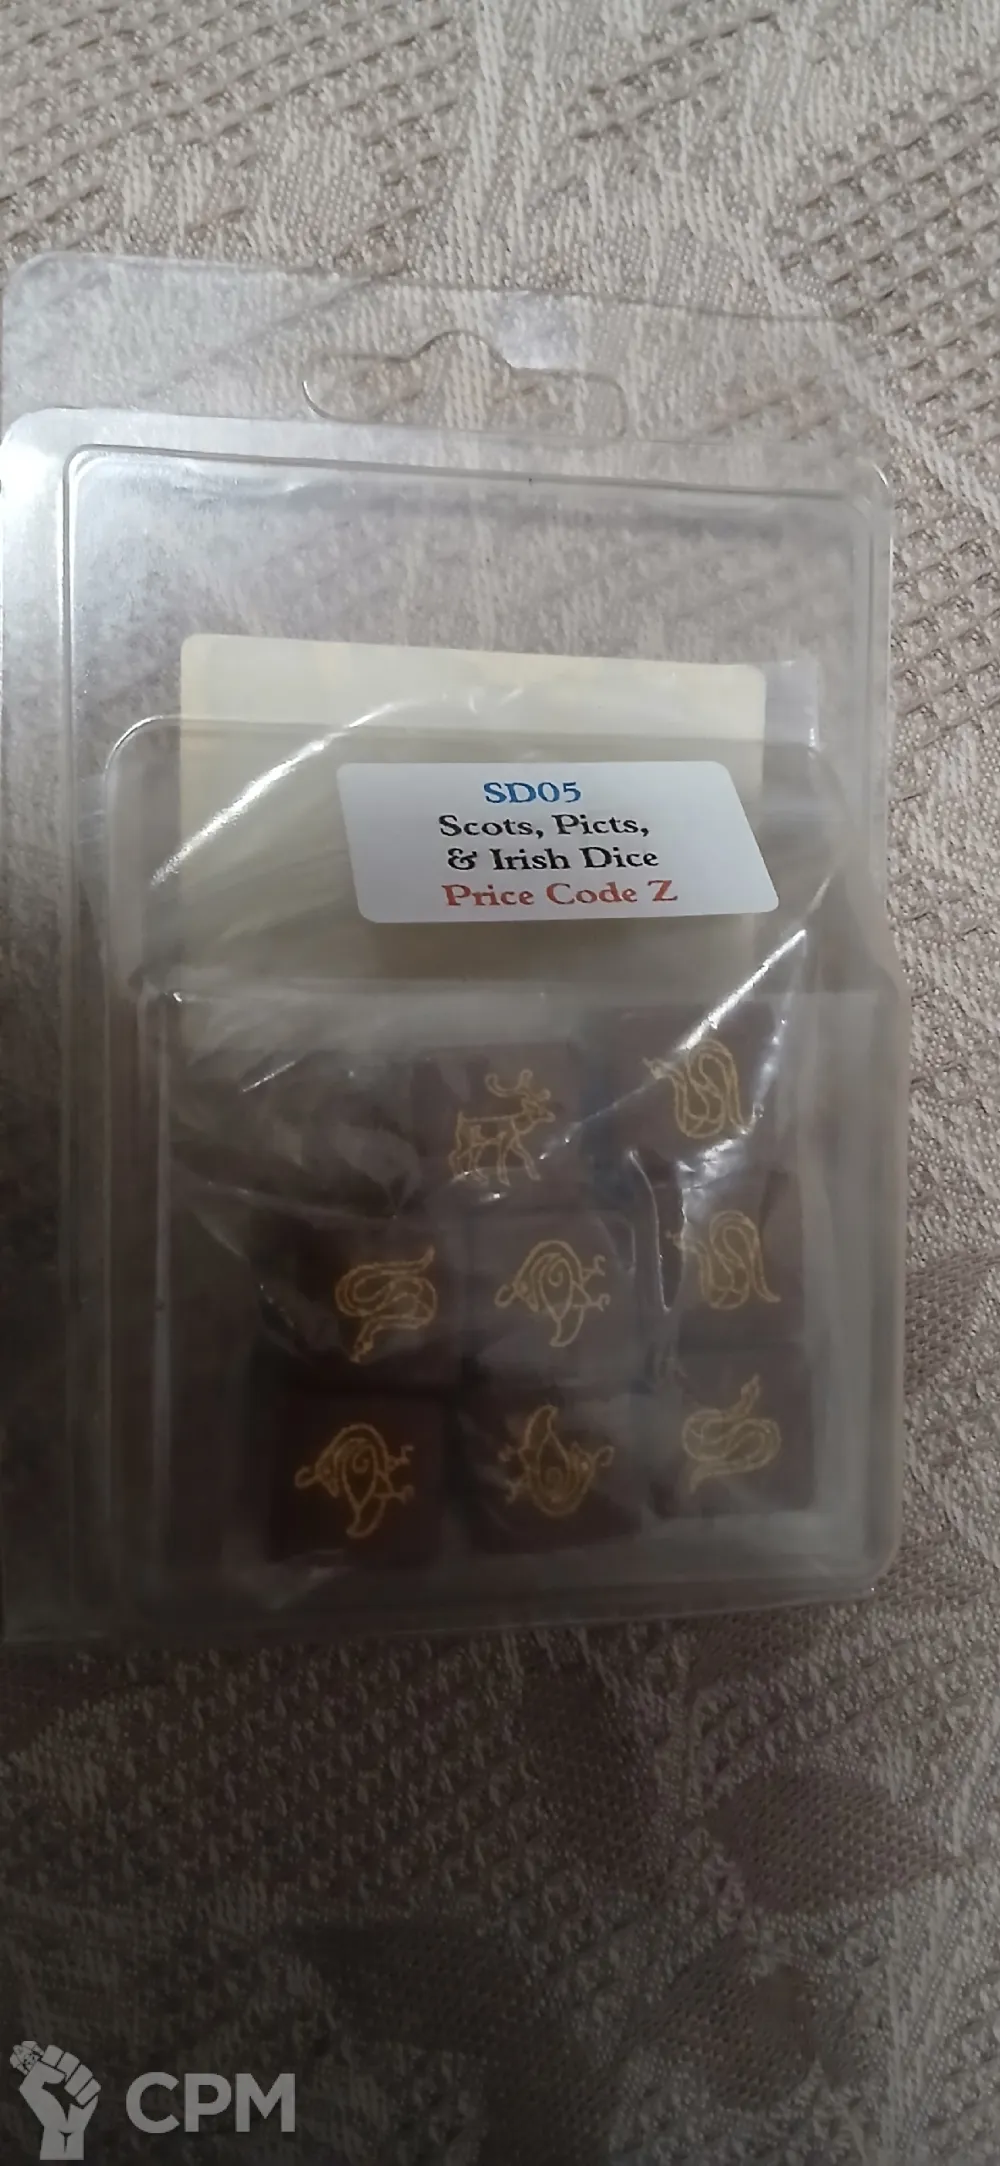 SD05
Scots, Picts,
& Irish Dice
Price Code Z
CPM